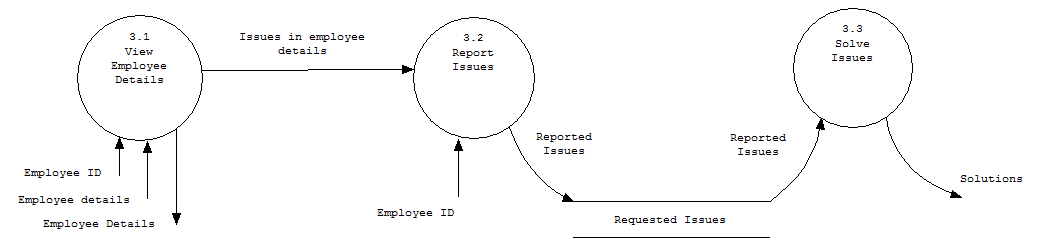 3.1
View
Employee
Details
Issues in employee
details
3.2
Report
Issues
3.3
Solve
Issues
Reported
Issues
Reported
Issues
Employee ID
Employee details
Employee Details
Employee ID
Requested Issues
Solutions